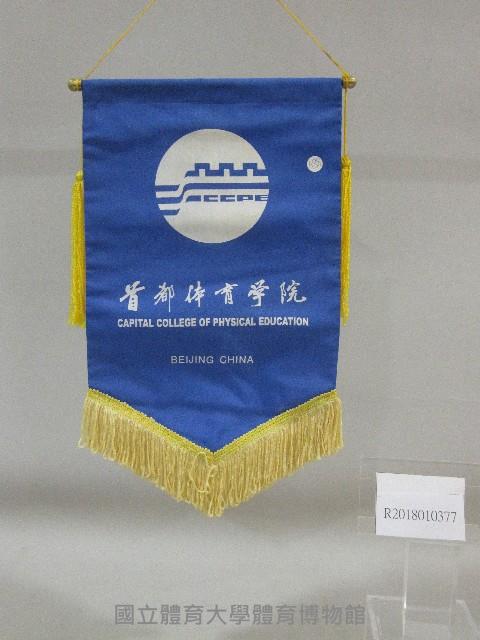 CCPE
首都体育学院
CAPITAL COLLEGE OF PHYSICAL EDUCATION
BEIJING CHINA
R2018010377
國立體育大學體育博物館